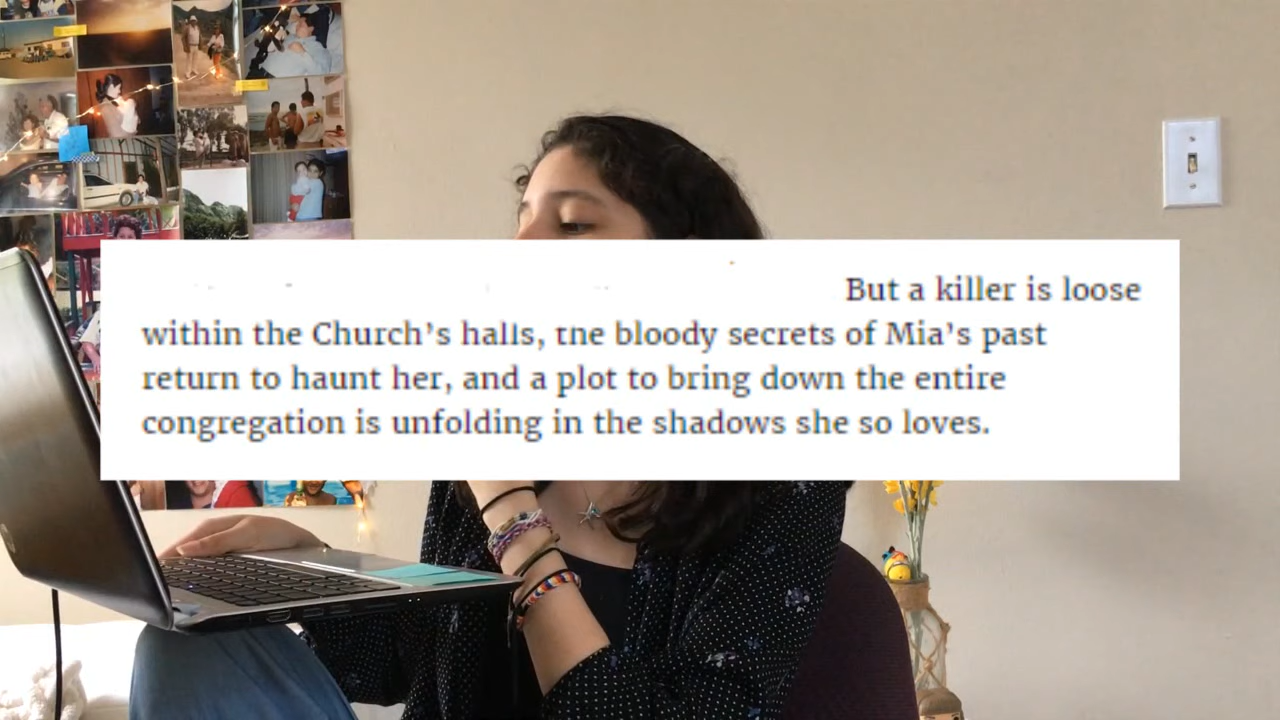 But a killer is loose
within the Church's halls, the bloody secrets of Mia's past
return to haunt her, and a plot to bring down the entire
congregation is unfolding in the shadows she so loves.